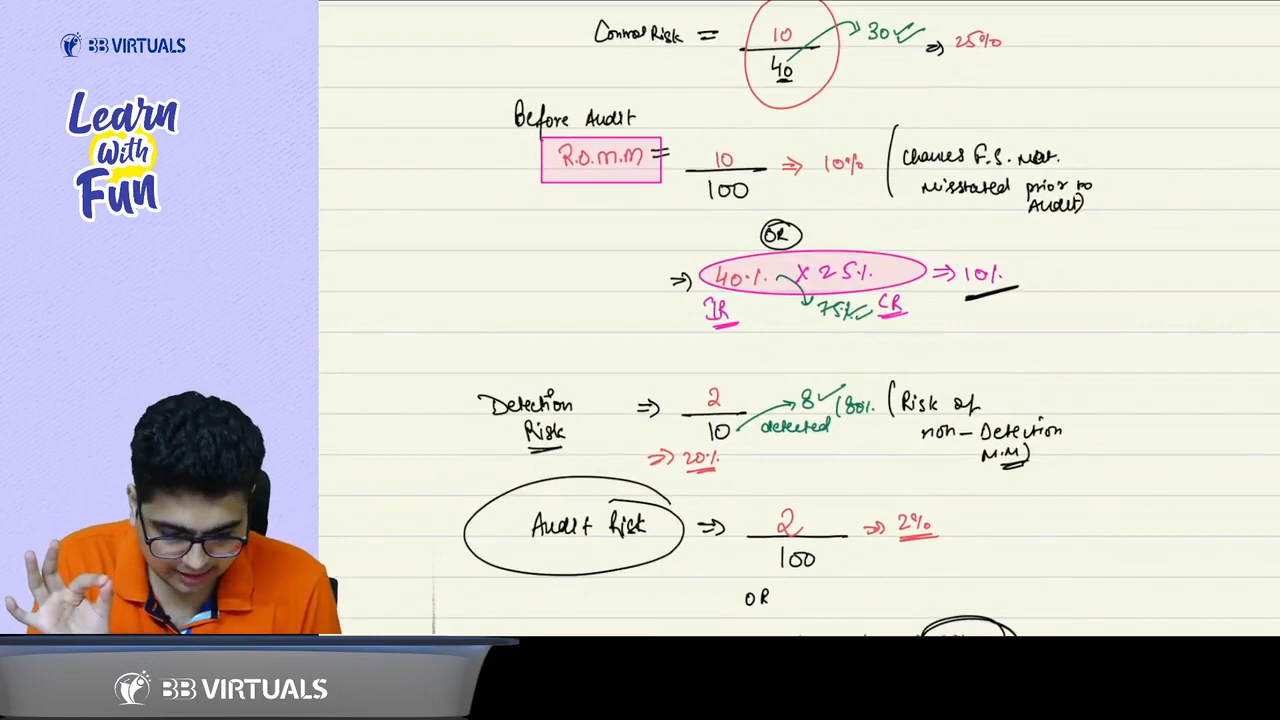 BB VIRTUALS
Learn
with
Fun
Control Risk = 10 / 40 → 30 ⇒ 25%
Before Audit
R.O.M.M = 10 / 100 ⇒ 10% (Chances F.S. mat.
misstated prior to
Audit)
OR
⇒ 40% × 25% ⇒ 10%
IR 75% CR
Detection
Risk ⇒ 2 / 10 → 8 (80%
detected
(Risk of
non-Detection
M.M)
⇒ 20%
Audit Risk ⇒ 2 / 100 ⇒ 2%
OR
BB VIRTUALS